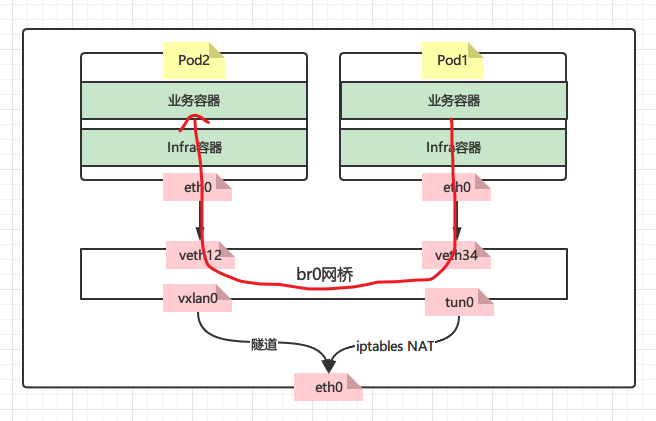 Pod2
Pod1
业务容器
业务容器
Infra容器
Infra容器
eth0
eth0
veth12
veth34
br0网桥
vxlan0
tun0
隧道
iptables NAT
eth0